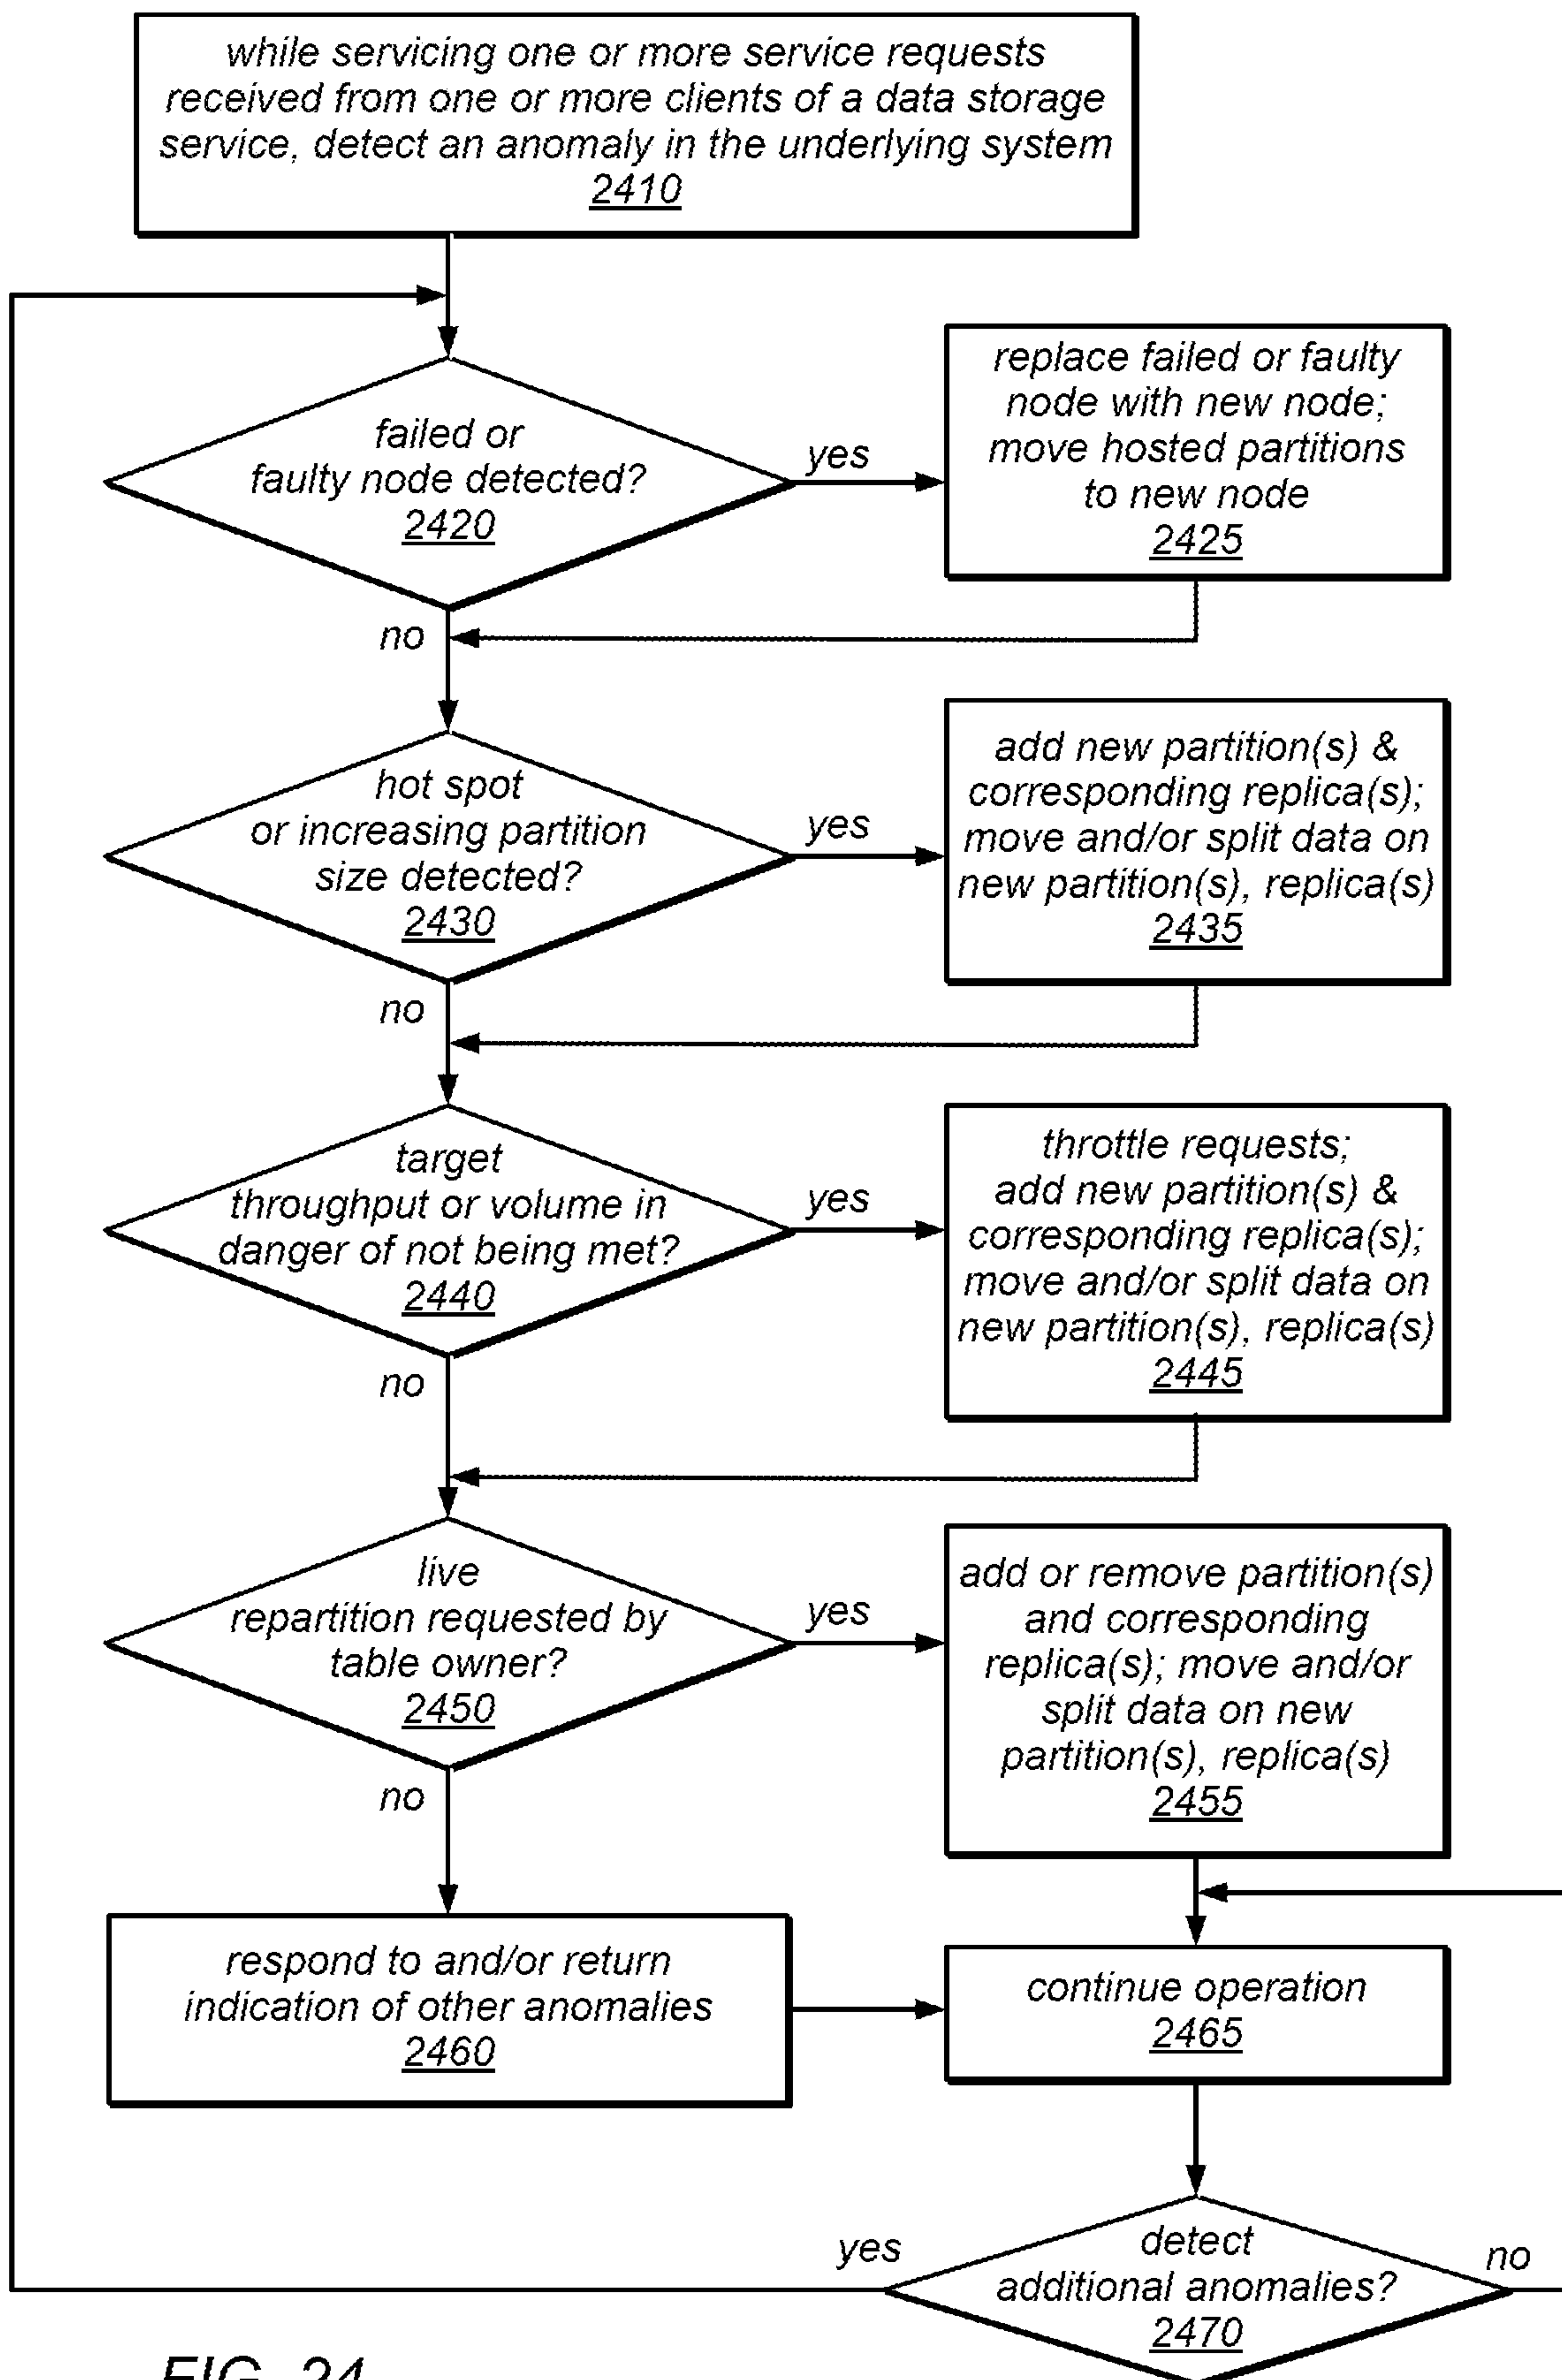 while servicing one or more service requests
received from one or more clients of a data storage
service, detect an anomaly in the underlying system
2410
failed or
faulty node detected?
2420
yes
replace failed or faulty
node with new node;
move hosted partitions
to new node
2425
no
hot spot
or increasing partition
size detected?
2430
yes
add new partition(s) &
corresponding replica(s);
move and/or split data on
new partition(s), replica(s)
2435
no
target
throughput or volume in
danger of not being met?
2440
yes
throttle requests;
add new partition(s) &
corresponding replica(s);
move and/or split data on
new partition(s), replica(s)
2445
no
live
repartition requested by
table owner?
2450
yes
add or remove partition(s)
and corresponding
replica(s); move and/or
split data on new
partition(s), replica(s)
2455
no
respond to and/or return
indication of other anomalies
2460
continue operation
2465
yes
detect
additional anomalies?
2470
no
FIG. 24